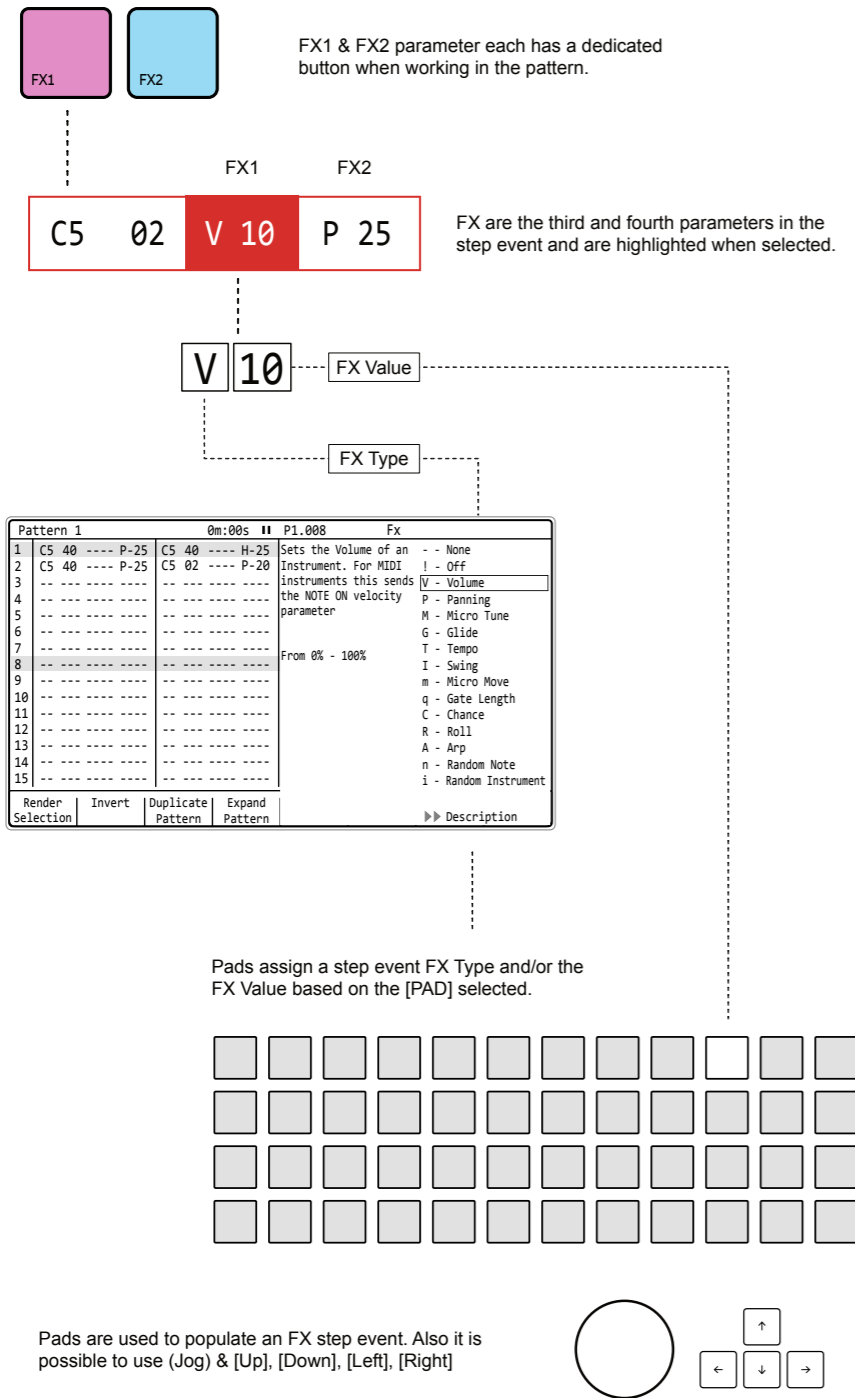 FX1 & FX2 parameter each has a dedicated
button when working in the pattern.
FX1
FX2
FX1
FX2
C5 02 V 10 P 25
FX are the third and fourth parameters in the
step event and are highlighted when selected.
V 10
FX Value
FX Type
Pattern 1 0m:00s P1.008 Fx
1 C5 40 ---- P-25 C5 40 ---- H-25
2 C5 40 ---- P-25 C5 02 ---- P-20
3 -- --- ---- ---- -- --- ---- ----
4 -- --- ---- ---- -- --- ---- ----
5 -- --- ---- ---- -- --- ---- ----
6 -- --- ---- ---- -- --- ---- ----
7 -- --- ---- ---- -- --- ---- ----
8 -- --- ---- ---- -- --- ---- ----
9 -- --- ---- ---- -- --- ---- ----
10 -- --- ---- ---- -- --- ---- ----
11 -- --- ---- ---- -- --- ---- ----
12 -- --- ---- ---- -- --- ---- ----
13 -- --- ---- ---- -- --- ---- ----
14 -- --- ---- ---- -- --- ---- ----
15 -- --- ---- ---- -- --- ---- ----
Sets the Volume of an
Instrument. For MIDI
instruments this sends
the NOTE ON velocity
parameter
From 0% - 100%
- - None
! - Off
V - Volume
P - Panning
M - Micro Tune
G - Glide
T - Tempo
I - Swing
m - Micro Move
q - Gate Length
C - Chance
R - Roll
A - Arp
n - Random Note
i - Random Instrument
Render
Selection
Invert
Duplicate
Pattern
Expand
Pattern
Description
Pads assign a step event FX Type and/or the
FX Value based on the [PAD] selected.
Pads are used to populate an FX step event. Also it is
possible to use (Jog) & [Up], [Down], [Left], [Right]
↑
← ↓ →